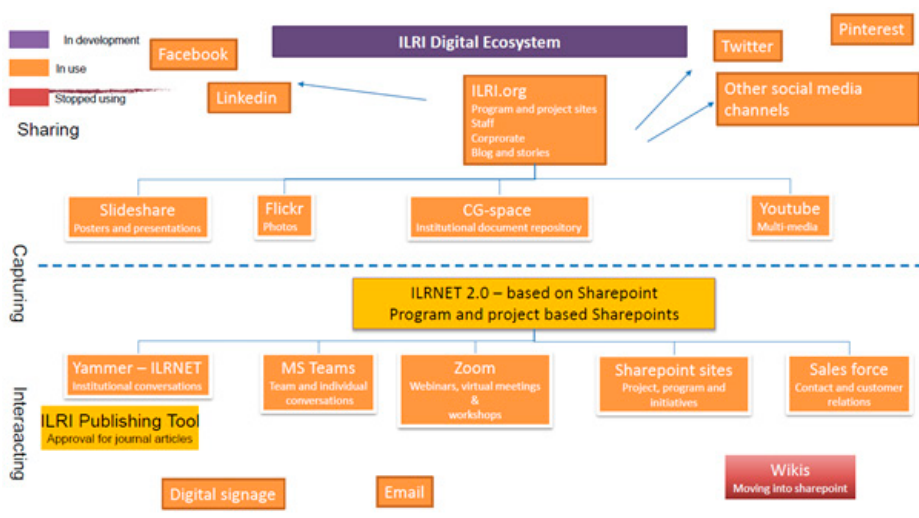 In development
In use
Stopped using
Sharing
ILRI Digital Ecosystem
Facebook
Linkedin
Twitter
Pinterest
Other social media
channels
ILRI.org
Program and project sites
Staff
Corprorate
Blog and stories
Slideshare
Posters and presentations
Flickr
Photos
CG-space
Institutional document repository
Youtube
Multi-media
Capturing
ILRNET 2.0 – based on Sharepoint
Program and project based Sharepoints
Interaacting
Yammer – ILRNET
Institutional conversations
MS Teams
Team and individual
conversations
Zoom
Webinars, virtual meetings
&
workshops
Sharepoint sites
Project, program and
initiatives
Sales force
Contact and customer
relations
ILRI Publishing Tool
Approval for journal articles
Wikis
Moving into sharepoint
Digital signage
Email